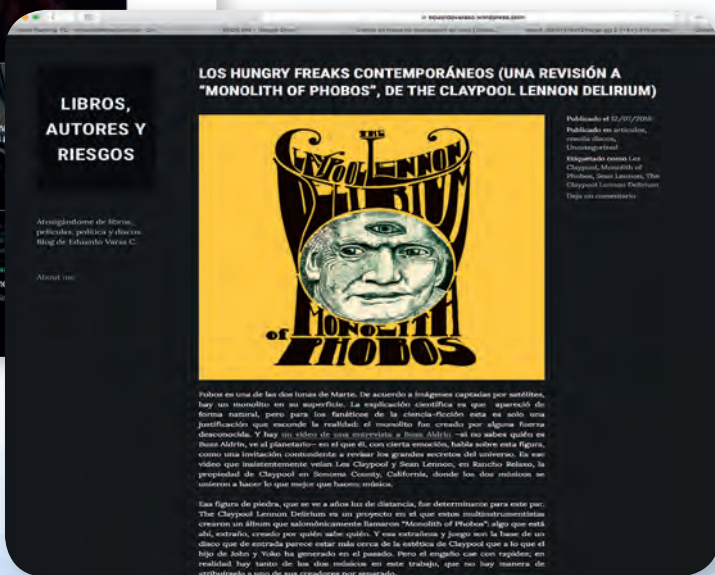 eduardovaras.wordpress.com
LIBROS,
AUTORES Y
RIESGOS
Atosigándome de libros,
películas, política y discos.
Blog de Eduardo Varas C.
About me
LOS HUNGRY FREAKS CONTEMPORÁNEOS (UNA REVISIÓN A
"MONOLITH OF PHOBOS", DE THE CLAYPOOL LENNON DELIRIUM)
THE
CLAYPOOL LENNON
DELIRIUM
MONOLITH
of PHOBOS
Publicado el 12/07/2016
Publicado en artículos,
reseña discos,
Uncategorized
Etiquetado como Les
Claypool, Monolith of
Phobos, Sean Lennon, The
Claypool Lennon Delirium
Deja un comentario
Fobos es una de las dos lunas de Marte. De acuerdo a imágenes captadas por satélites,
hay un monolito en su superficie. La explicación científica es que apareció de
forma natural, pero para los fanáticos de la ciencia-ficción esta es solo una
justificación que esconde la realidad: el monolito fue creado por alguna fuerza
desconocida. Y hay un video de una entrevista a Buzz Aldrin –si no sabes quién es
Buzz Aldrin, ve al planetario– en el que él, con cierta emoción, habla sobre esta figura,
como una invitación contundente a revisar los grandes secretos del universo. Es ese
video que insistentemente veían Les Claypool y Sean Lennon, en Rancho Relaxo, la
propiedad de Claypool en Sonoma County, California, donde los dos músicos se
unieron a hacer lo que mejor que hacen: música.
Esa figura de piedra, que se ve a años luz de distancia, fue determinante para este par.
The Claypool Lennon Delirium es un proyecto en el que estos multinstrumentistas
crearon un álbum que salomónicamente llamaron "Monolith of Phobos": algo que está
ahí, extraño, creado por quién sabe quién. Y esa extrañeza y juego son la base de un
disco que de entrada parece estar más cerca de la estética de Claypool que a lo que el
hijo de John y Yoko ha generado en el pasado. Pero el engaño cae con rapidez; en
realidad hay tanto de los dos músicos en este trabajo, que no hay manera de
atribuírselo a uno de sus creadores por separado.